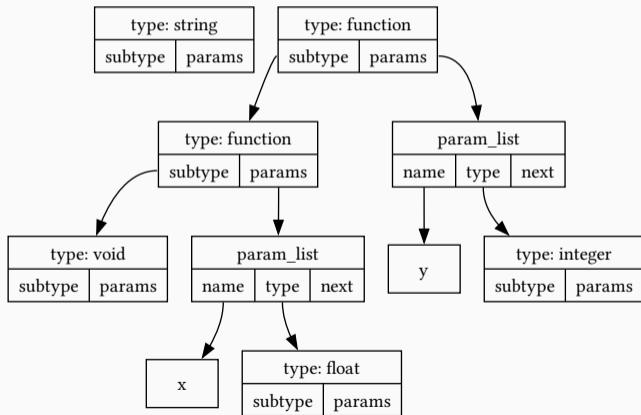 type: string
subtype params
type: function
subtype params
type: function
subtype params
param_list
name type next
type: void
subtype params
param_list
name type next
y
type: integer
subtype params
x
type: float
subtype params